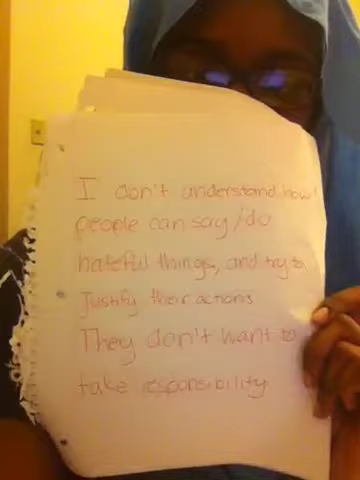 I don't understand how
people can say/do
hateful things, and try to
justify their actions
They don't want to
take responsibility